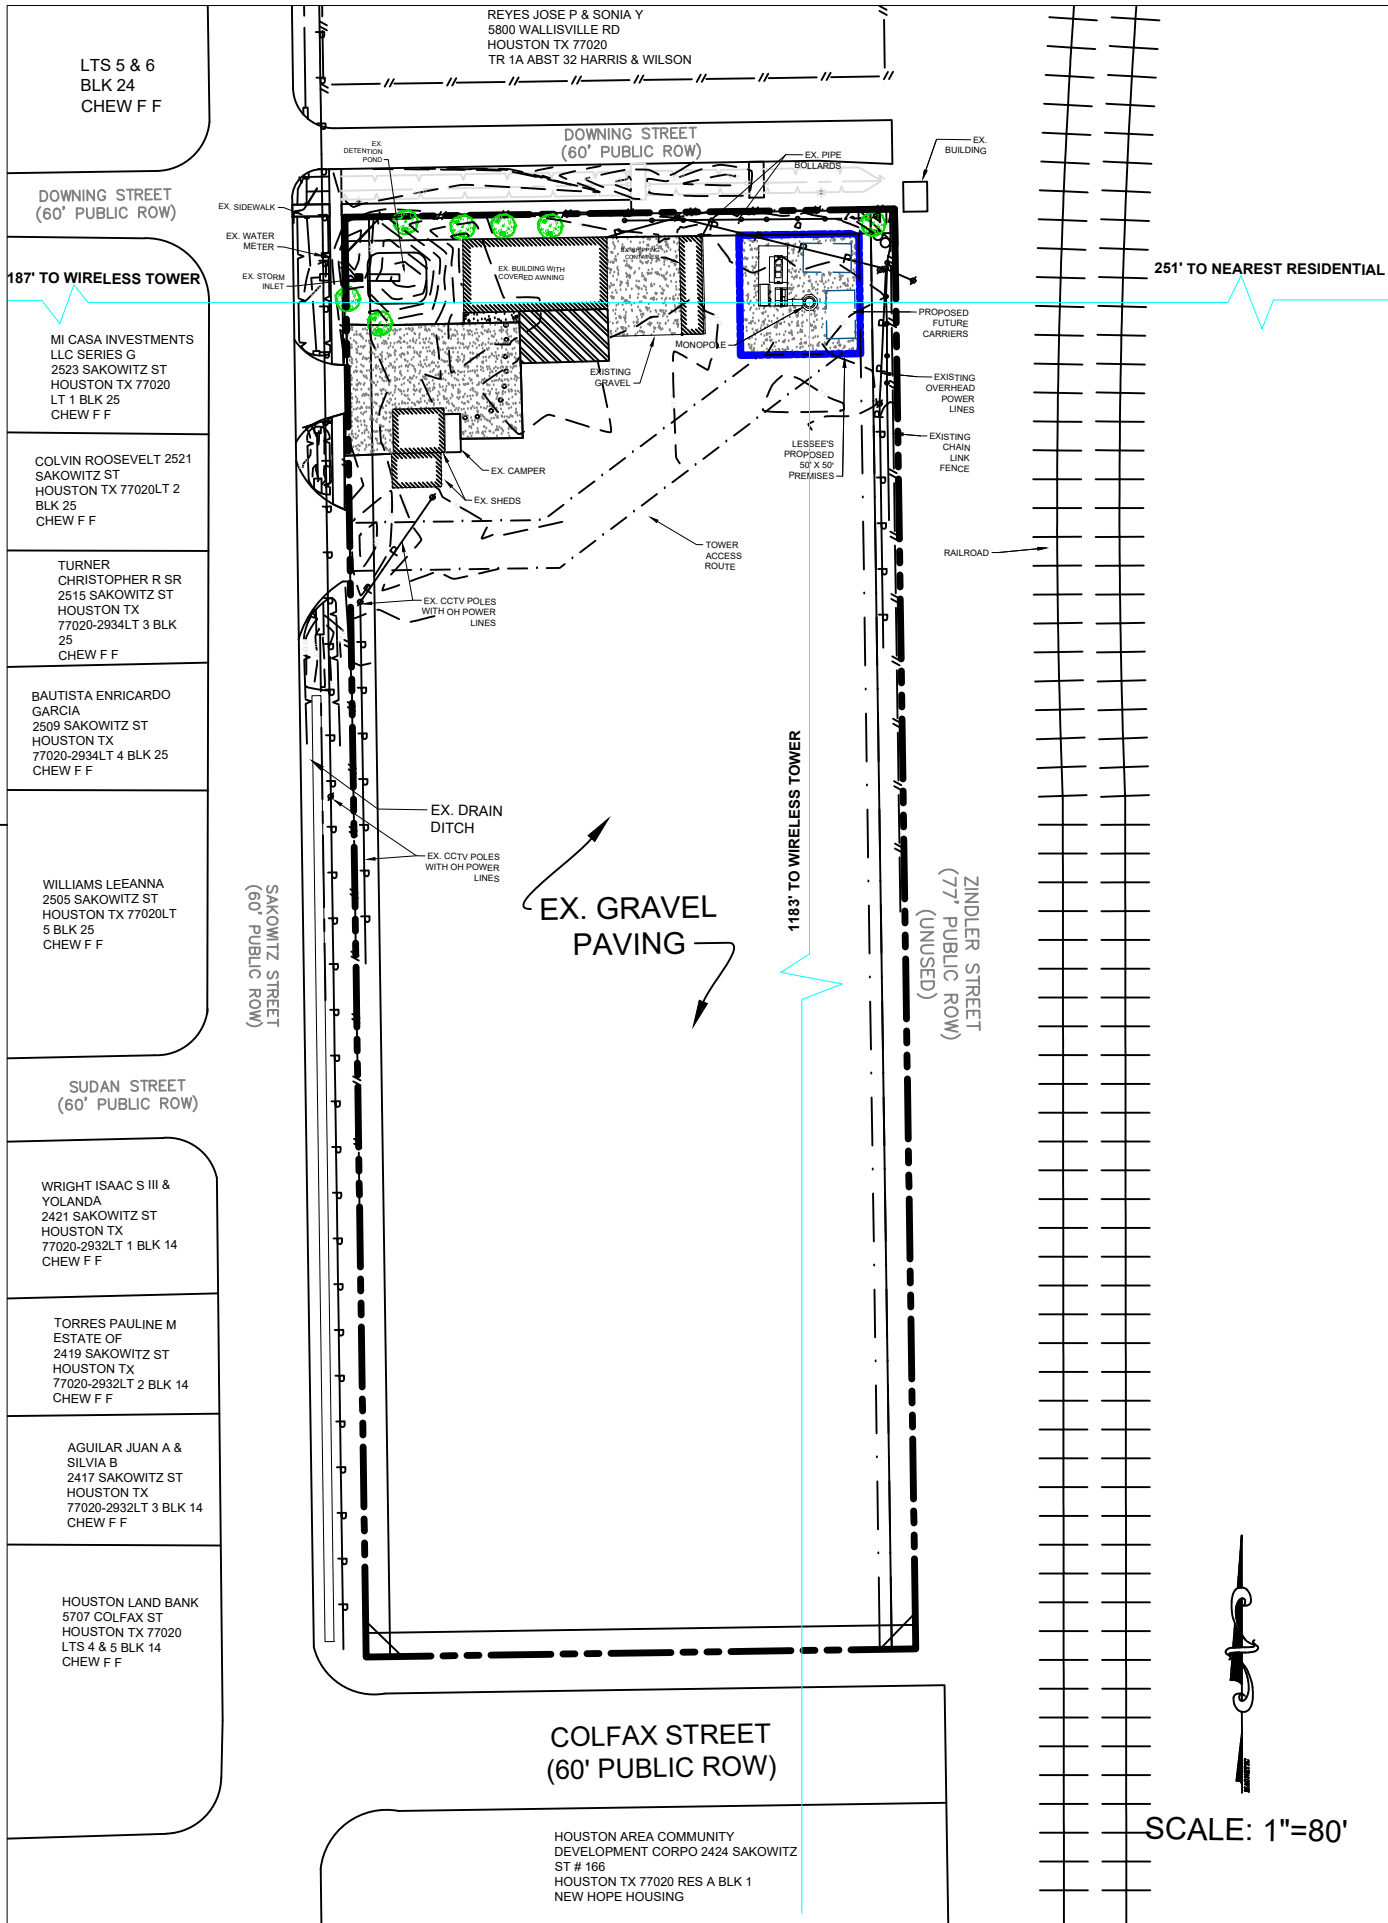 REYES JOSE P & SONIA Y
5800 WALLISVILLE RD
HOUSTON TX 77020
TR 1A ABST 32 HARRIS & WILSON
LTS 5 & 6
BLK 24
CHEW F F
DOWNING STREET
(60' PUBLIC ROW)
EX.
DETENTION
POND
EX. PIPE
BOLLARDS
EX.
BUILDING
DOWNING STREET
(60' PUBLIC ROW)
EX. SIDEWALK
EX. WATER
METER
EX. STORM
INLET
EX. BUILDING WITH
COVERED AWNING
EX. SHIPPING
CONTAINER
187' TO WIRELESS TOWER
251' TO NEAREST RESIDENTIAL
MONOPOLE
PROPOSED
FUTURE
CARRIERS
MI CASA INVESTMENTS
LLC SERIES G
2523 SAKOWITZ ST
HOUSTON TX 77020
LT 1 BLK 25
CHEW F F
EXISTING
GRAVEL
EXISTING
OVERHEAD
POWER
LINES
LESSEE'S
PROPOSED
50' X 50'
PREMISES
EXISTING
CHAIN
LINK
FENCE
COLVIN ROOSEVELT 2521
SAKOWITZ ST
HOUSTON TX 77020LT 2
BLK 25
CHEW F F
EX. CAMPER
EX. SHEDS
TOWER
ACCESS
ROUTE
RAILROAD
TURNER
CHRISTOPHER R SR
2515 SAKOWITZ ST
HOUSTON TX
77020-2934LT 3 BLK
25
CHEW F F
EX. CCTV POLES
WITH OH POWER
LINES
BAUTISTA ENRICARDO
GARCIA
2509 SAKOWITZ ST
HOUSTON TX
77020-2934LT 4 BLK 25
CHEW F F
EX. DRAIN
DITCH
EX. CCTV POLES
WITH OH POWER
LINES
1183' TO WIRELESS TOWER
WILLIAMS LEEANNA
2505 SAKOWITZ ST
HOUSTON TX 77020LT
5 BLK 25
CHEW F F
SAKOWITZ STREET
(60' PUBLIC ROW)
EX. GRAVEL
PAVING
ZINDLER STREET
(77' PUBLIC ROW)
(UNUSED)
SUDAN STREET
(60' PUBLIC ROW)
WRIGHT ISAAC S III &
YOLANDA
2421 SAKOWITZ ST
HOUSTON TX
77020-2932LT 1 BLK 14
CHEW F F
TORRES PAULINE M
ESTATE OF
2419 SAKOWITZ ST
HOUSTON TX
77020-2932LT 2 BLK 14
CHEW F F
AGUILAR JUAN A &
SILVIA B
2417 SAKOWITZ ST
HOUSTON TX
77020-2932LT 3 BLK 14
CHEW F F
HOUSTON LAND BANK
5707 COLFAX ST
HOUSTON TX 77020
LTS 4 & 5 BLK 14
CHEW F F
COLFAX STREET
(60' PUBLIC ROW)
MAGNETIC
SCALE: 1"=80'
HOUSTON AREA COMMUNITY
DEVELOPMENT CORPO 2424 SAKOWITZ
ST # 166
HOUSTON TX 77020 RES A BLK 1
NEW HOPE HOUSING